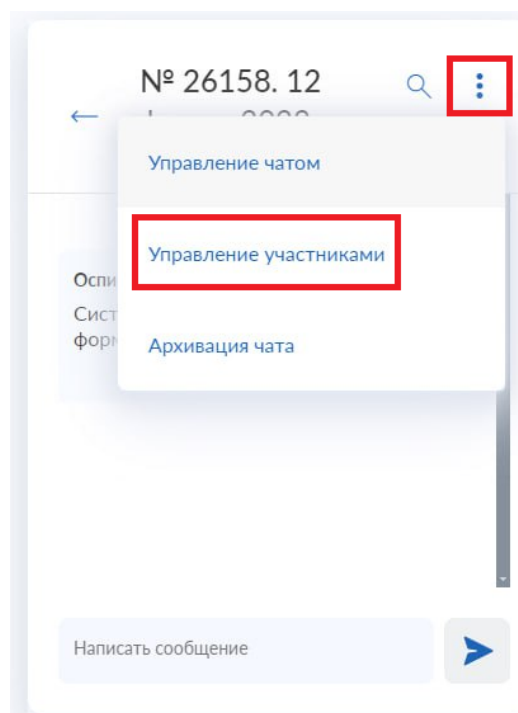 № 26158. 12
Управление чатом
Управление участниками
Архивация чата
Написать сообщение